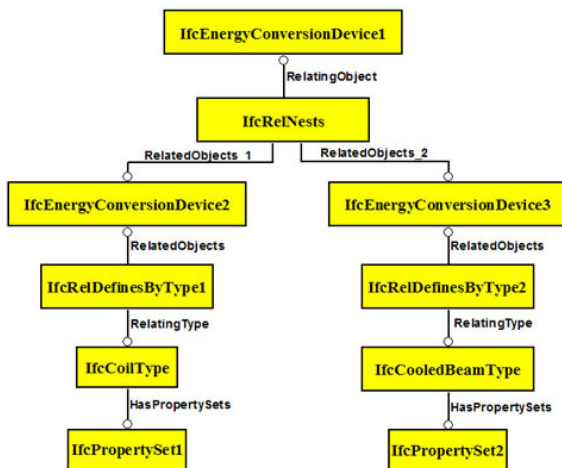 IfcEnergyConversionDevice1
RelatingObject
IfcRelNests
RelatedObjects_1
RelatedObjects_2
IfcEnergyConversionDevice2
IfcEnergyConversionDevice3
RelatedObjects
RelatedObjects
IfcRelDefinesByType1
IfcRelDefinesByType2
RelatingType
RelatingType
IfcCoilType
IfcCooledBeamType
HasPropertySets
HasPropertySets
IfcPropertySet1
IfcPropertySet2